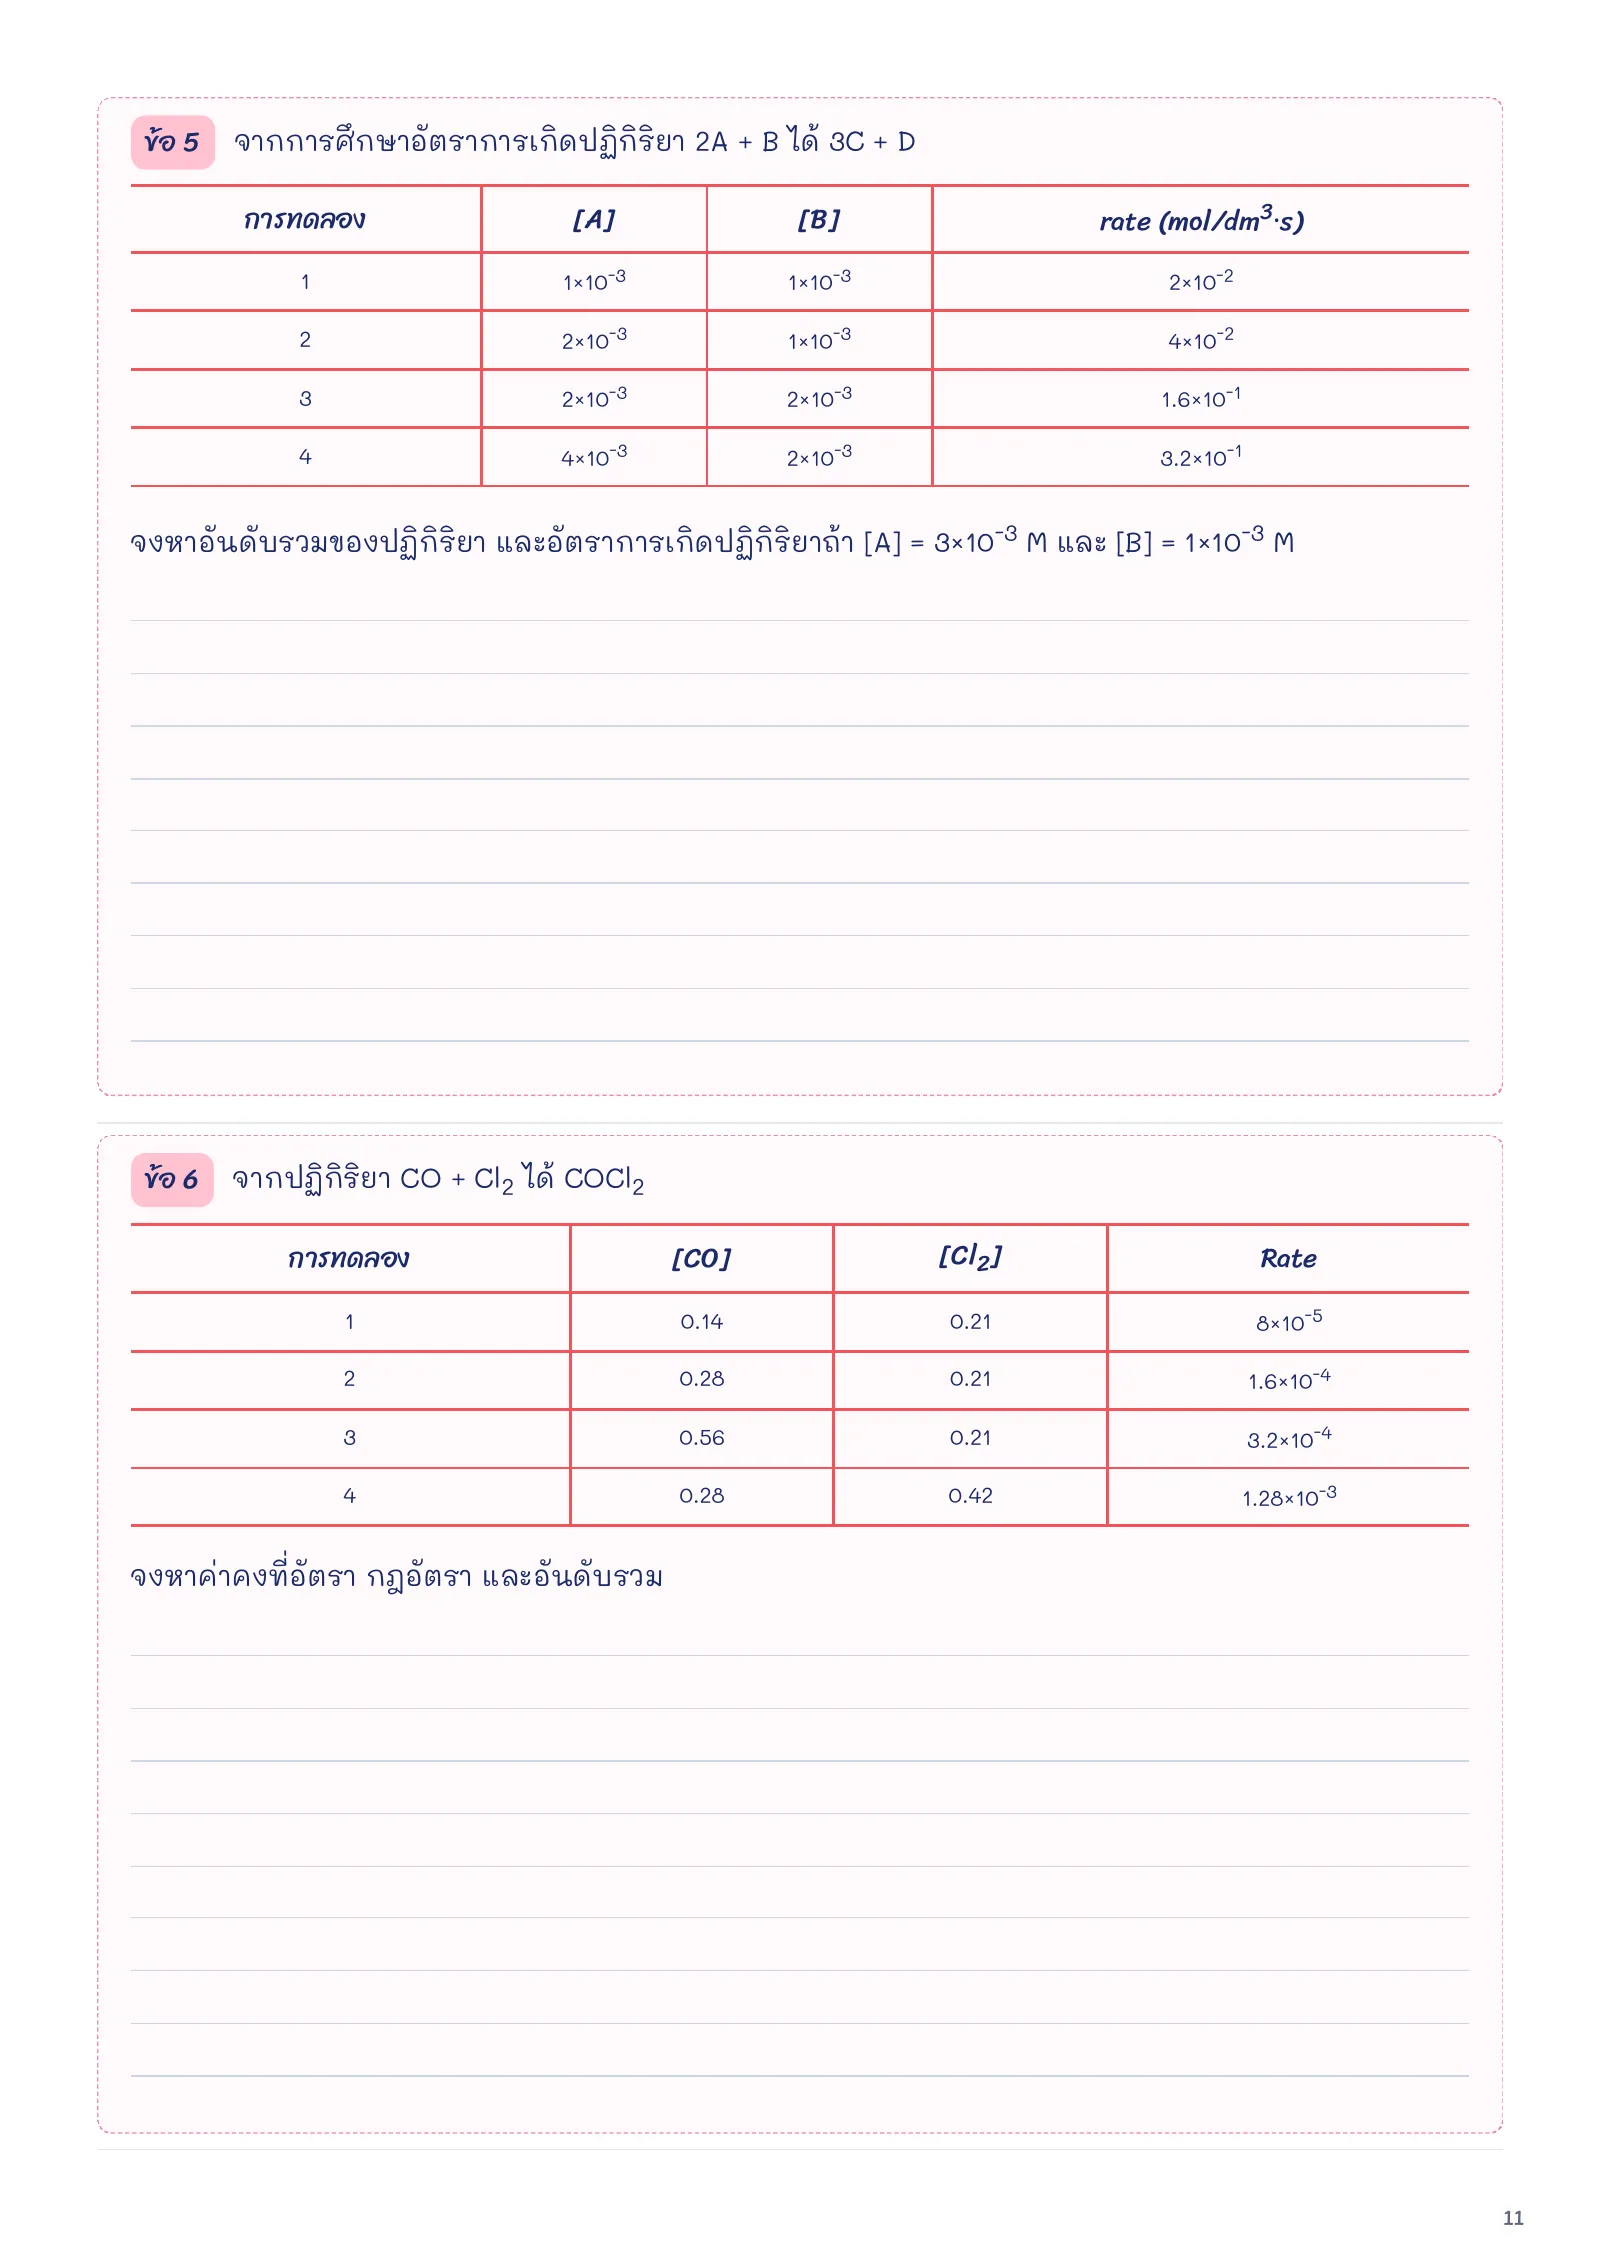 ข้อ 5 จากการศึกษาอัตราการเกิดปฏิกิริยา 2A + B ได้ 3C + D
การทดลอง [A] [B] rate (mol/dm³·s)
1 1×10⁻³ 1×10⁻³ 2×10⁻²
2 2×10⁻³ 1×10⁻³ 4×10⁻²
3 2×10⁻³ 2×10⁻³ 1.6×10⁻¹
4 4×10⁻³ 2×10⁻³ 3.2×10⁻¹
จงหาอันดับรวมของปฏิกิริยา และอัตราการเกิดปฏิกิริยาถ้า [A] = 3×10⁻³ M และ [B] = 1×10⁻³ M
ข้อ 6 จากปฏิกิริยา CO + Cl₂ ได้ COCl₂
การทดลอง [CO] [Cl₂] Rate
1 0.14 0.21 8×10⁻⁵
2 0.28 0.21 1.6×10⁻⁴
3 0.56 0.21 3.2×10⁻⁴
4 0.28 0.42 1.28×10⁻³
จงหาค่าคงที่อัตรา กฎอัตรา และอันดับรวม
11